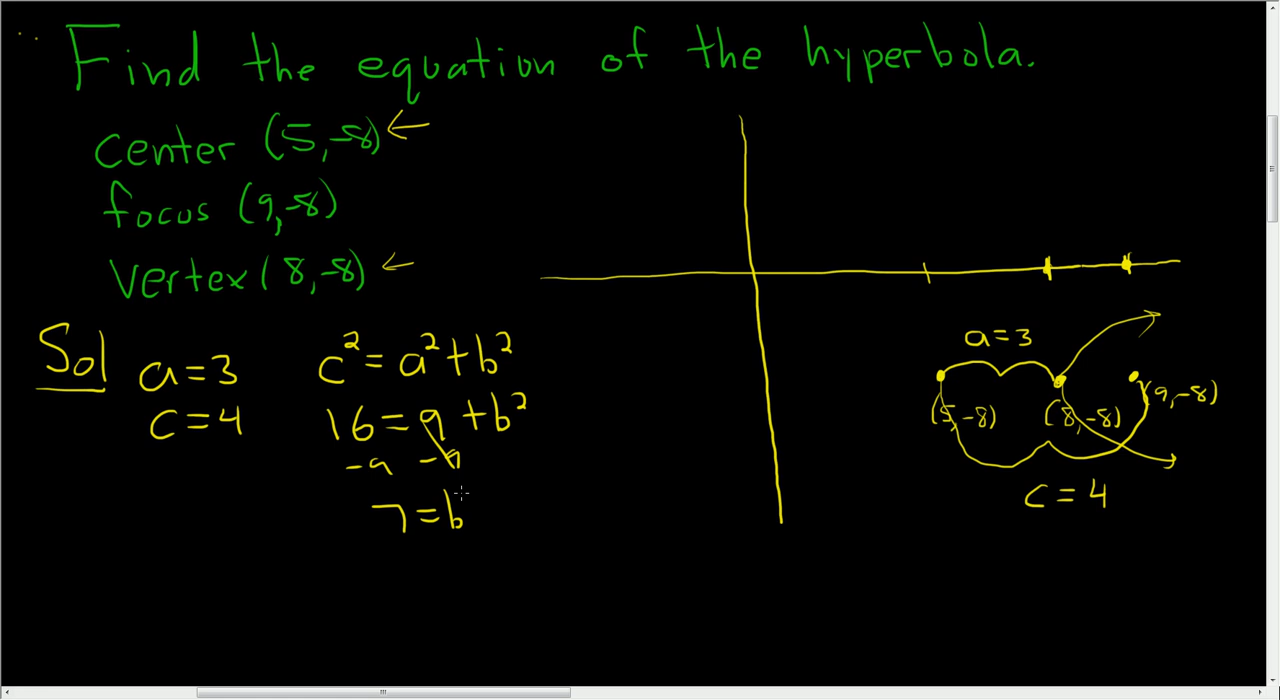 Find the equation of the hyperbola.
center (5,-8)
focus (9,-8)
vertex (8,-8)
Sol
a=3
c=4
c²=a²+b²
16=9+b²
-9 -9
7=b
a=3
(5,-8)
(8,-8)
(9,-8)
c=4